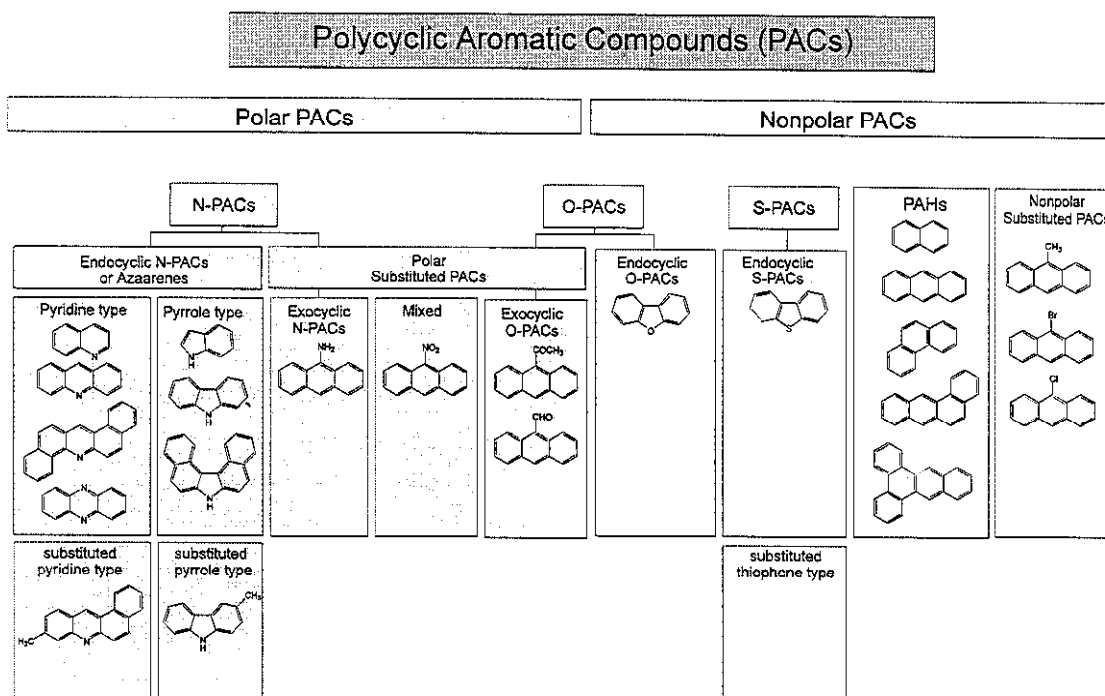 Polycyclic Aromatic Compounds (PACs)
Polar PACs
Nonpolar PACs
N-PACs
O-PACs
S-PACs
PAHs
Nonpolar
Substituted PACs
Endocyclic N-PACs
or Azaarenes
Polar
Substituted PACs
Endocyclic
O-PACs
Endocyclic
S-PACs
Pyridine type
Pyrrole type
Exocyclic
N-PACs
Mixed
Exocyclic
O-PACs
N
N
N
N
N
N
H
N
H
N
H
NH₂
NO₂
COCH₃
CHO
O
S
CH₃
Br
Cl
substituted
pyridine type
substituted
pyrrole type
substituted
thiophene type
H₃C
N
CH₃
N
H